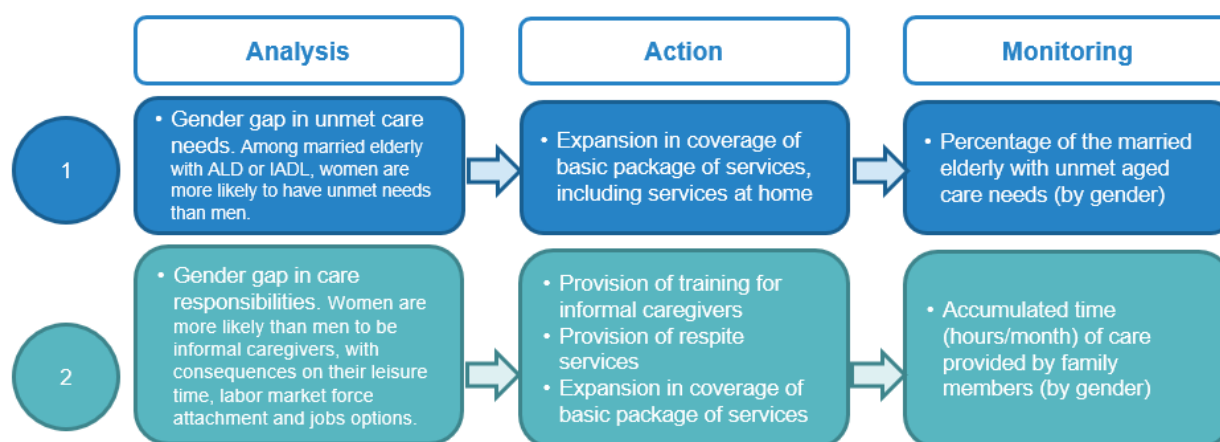 Analysis
Action
Monitoring
1
• Gender gap in unmet care
needs. Among married elderly
with ALD or IADL, women are
more likely to have unmet needs
than men.
• Expansion in coverage of
basic package of services,
including services at home
• Percentage of the married
elderly with unmet aged
care needs (by gender)
2
• Gender gap in care
responsibilities. Women are
more likely than men to be
informal caregivers, with
consequences on their leisure
time, labor market force
attachment and jobs options.
• Provision of training for
informal caregivers
• Provision of respite
services
• Expansion in coverage of
basic package of services
• Accumulated time
(hours/month) of care
provided by family
members (by gender)